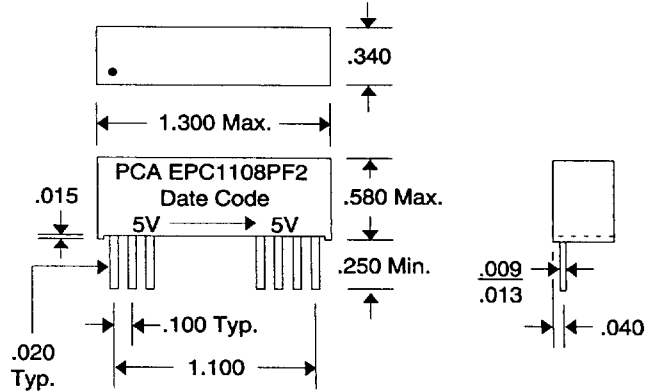 .340
1.300 Max.
PCA EPC1108PF2
Date Code
5V 5V
.015
.580 Max.
.250 Min.
.009
.013
.100 Typ.
.040
.020
Typ.
1.100